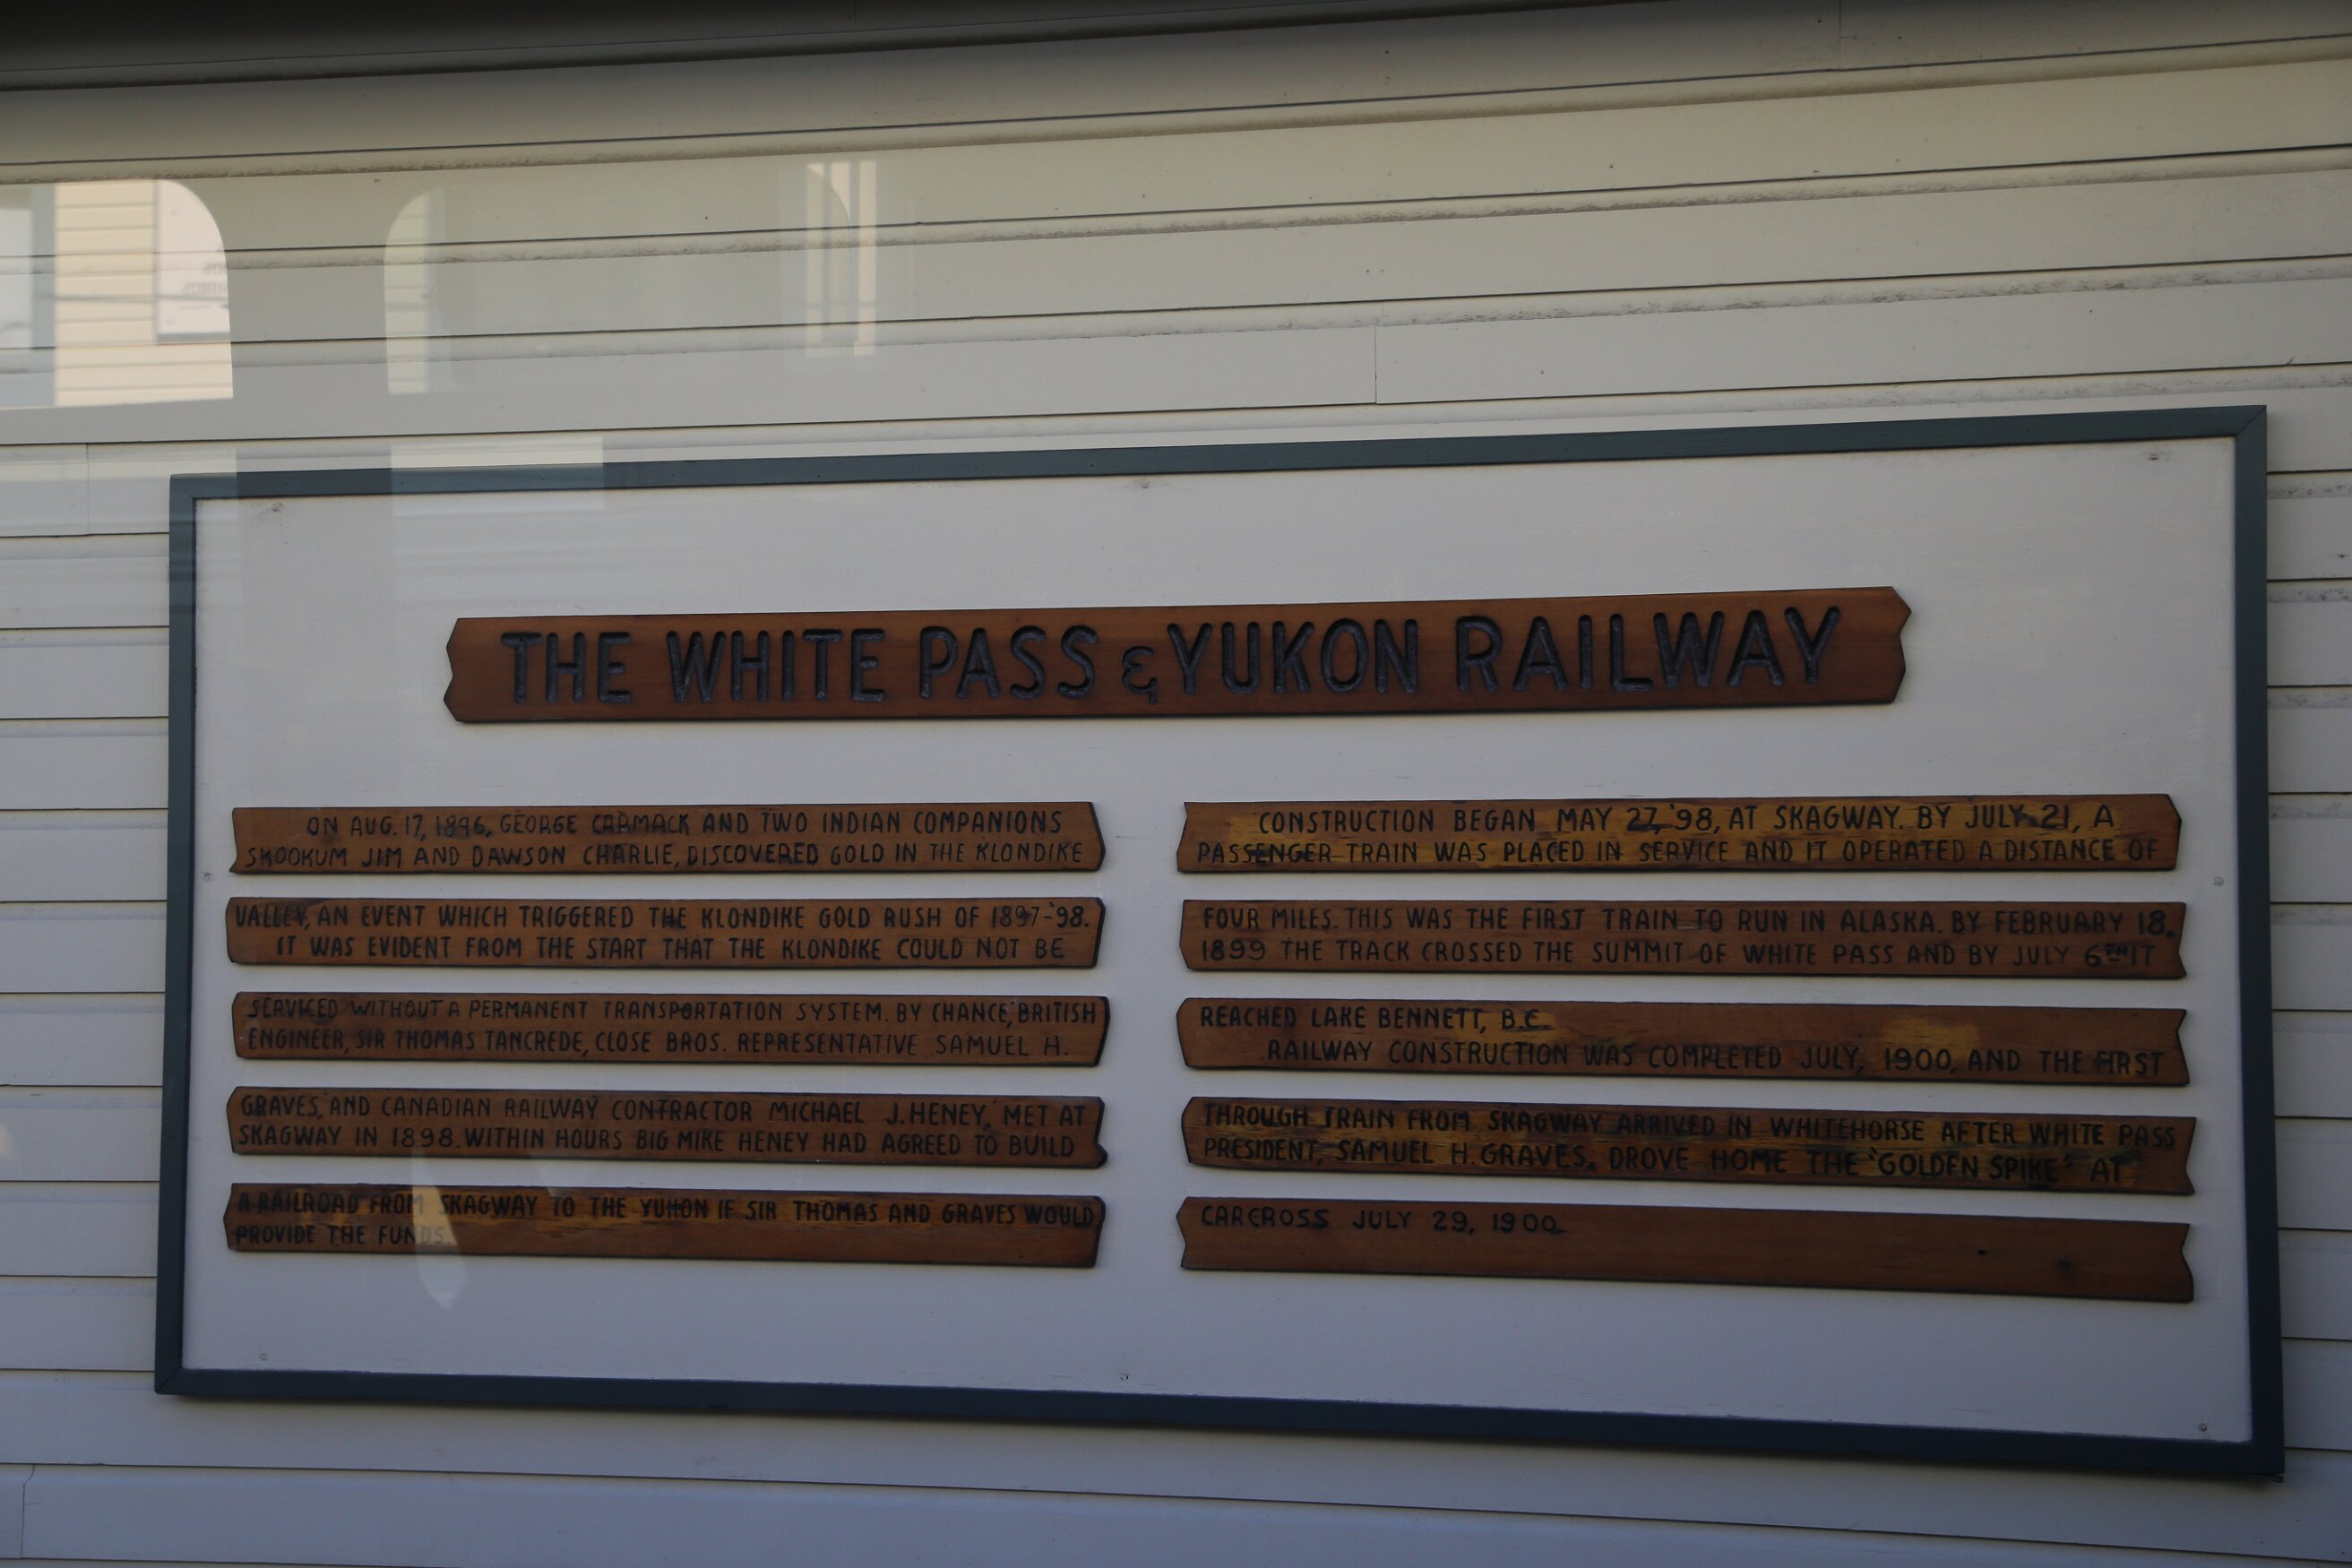 THE WHITE PASS & YUKON RAILWAY
ON AUG. 17, 1896, GEORGE CARMACK AND TWO INDIAN COMPANIONS
SKOOKUM JIM AND DAWSON CHARLIE, DISCOVERED GOLD IN THE KLONDIKE
VALLEY, AN EVENT WHICH TRIGGERED THE KLONDIKE GOLD RUSH OF 1897-'98.
IT WAS EVIDENT FROM THE START THAT THE KLONDIKE COULD NOT BE
SERVICED WITHOUT A PERMANENT TRANSPORTATION SYSTEM. BY CHANCE, BRITISH
ENGINEER, SIR THOMAS TANCREDE, CLOSE BROS. REPRESENTATIVE SAMUEL H.
GRAVES, AND CANADIAN RAILWAY CONTRACTOR MICHAEL J. HENEY, MET AT
SKAGWAY IN 1898. WITHIN HOURS BIG MIKE HENEY HAD AGREED TO BUILD
A RAILROAD FROM SKAGWAY TO THE YUKON IF SIR THOMAS AND GRAVES WOULD
PROVIDE THE FUNDS.
CONSTRUCTION BEGAN MAY 27, '98, AT SKAGWAY. BY JULY 21, A
PASSENGER TRAIN WAS PLACED IN SERVICE AND IT OPERATED A DISTANCE OF
FOUR MILES. THIS WAS THE FIRST TRAIN TO RUN IN ALASKA. BY FEBRUARY 18,
1899 THE TRACK CROSSED THE SUMMIT OF WHITE PASS AND BY JULY 6TH IT
REACHED LAKE BENNETT, B.C.
RAILWAY CONSTRUCTION WAS COMPLETED JULY, 1900, AND THE FIRST
THROUGH TRAIN FROM SKAGWAY ARRIVED IN WHITEHORSE AFTER WHITE PASS
PRESIDENT, SAMUEL H. GRAVES, DROVE HOME THE 'GOLDEN SPIKE' AT
CARCROSS JULY 29, 1900.